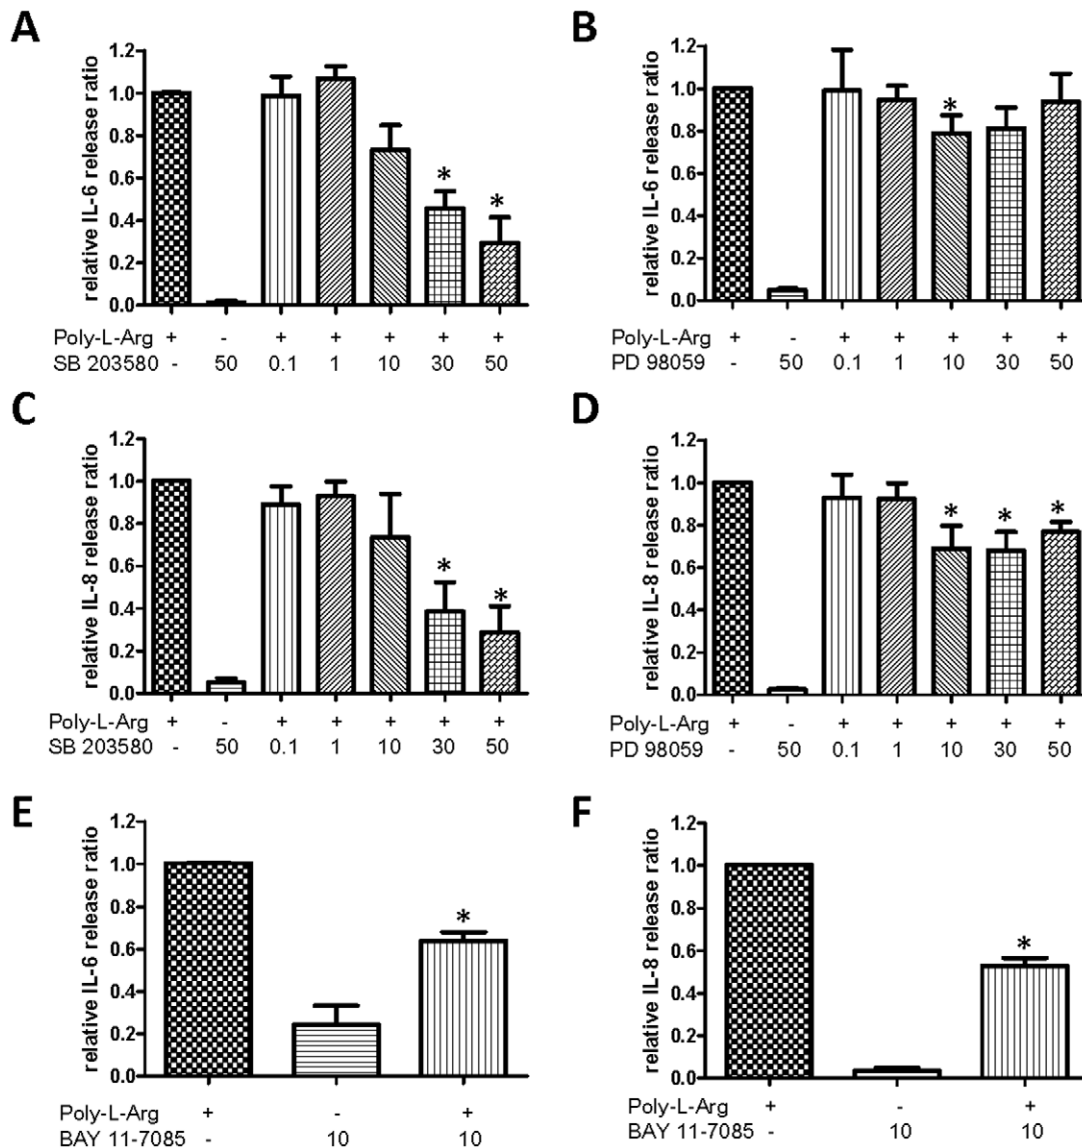 A
relative IL-6 release ratio
1.2
1.0
0.8
0.6
0.4
0.2
0.0
* *
Poly-L-Arg + - + + + + +
SB 203580 - 50 0.1 1 10 30 50
B
relative IL-6 release ratio
1.2
1.0
0.8
0.6
0.4
0.2
0.0
*
Poly-L-Arg + - + + + + +
PD 98059 - 50 0.1 1 10 30 50
C
relative IL-8 release ratio
1.2
1.0
0.8
0.6
0.4
0.2
0.0
* *
Poly-L-Arg + - + + + + +
SB 203580 - 50 0.1 1 10 30 50
D
relative IL-8 release ratio
1.2
1.0
0.8
0.6
0.4
0.2
0.0
* * *
Poly-L-Arg + - + + + + +
PD 98059 - 50 0.1 1 10 30 50
E
relative IL-6 release ratio
1.2
1.0
0.8
0.6
0.4
0.2
0.0
*
Poly-L-Arg + - +
BAY 11-7085 - 10 10
F
relative IL-8 release ratio
1.2
1.0
0.8
0.6
0.4
0.2
0.0
*
Poly-L-Arg + - +
BAY 11-7085 - 10 10